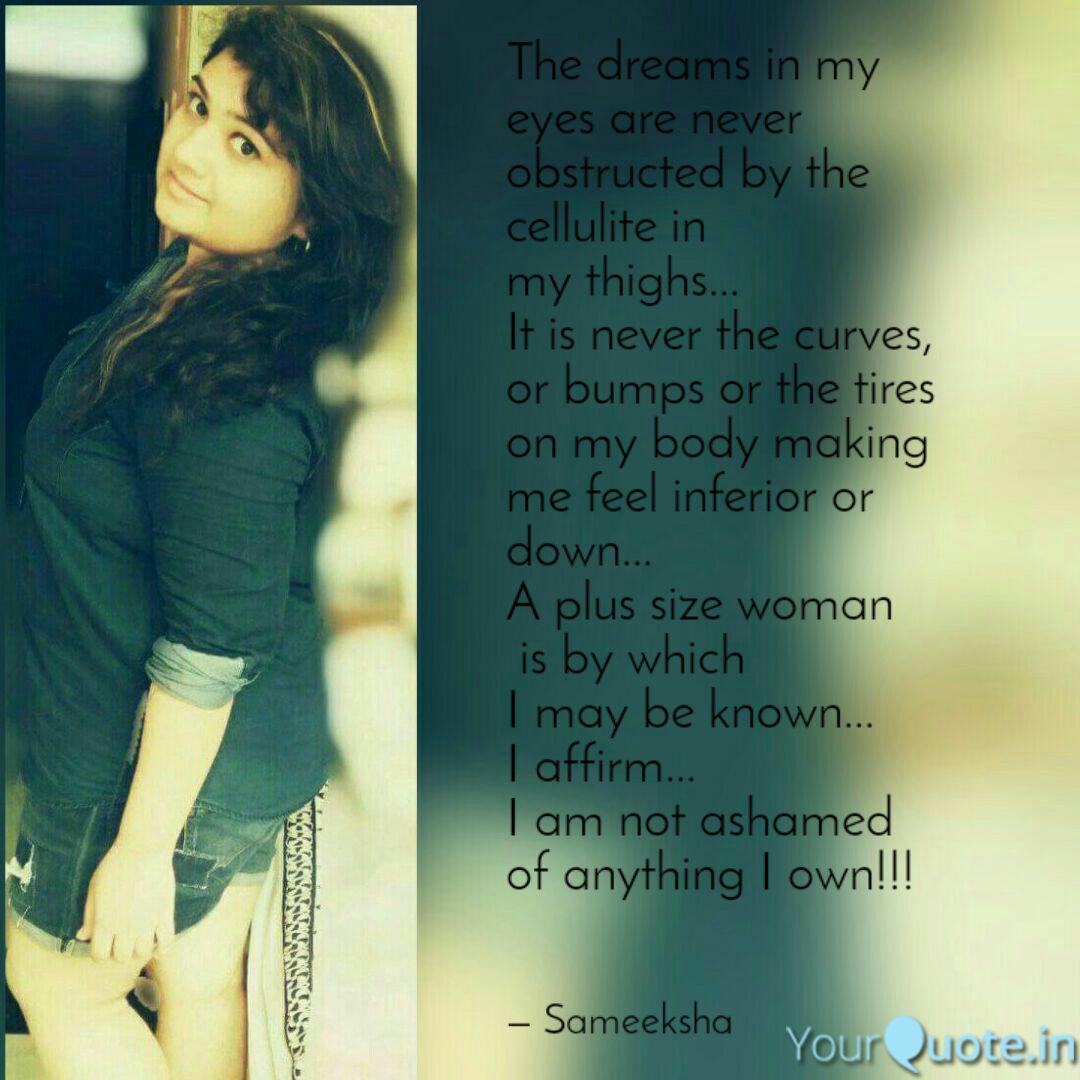 The dreams in my
eyes are never
obstructed by the
cellulite in
my thighs...
It is never the curves,
or bumps or the tires
on my body making
me feel inferior or
down...
A plus size woman
is by which
I may be known...
I affirm...
I am not ashamed
of anything I own!!!
– Sameeksha
YourQuote.in